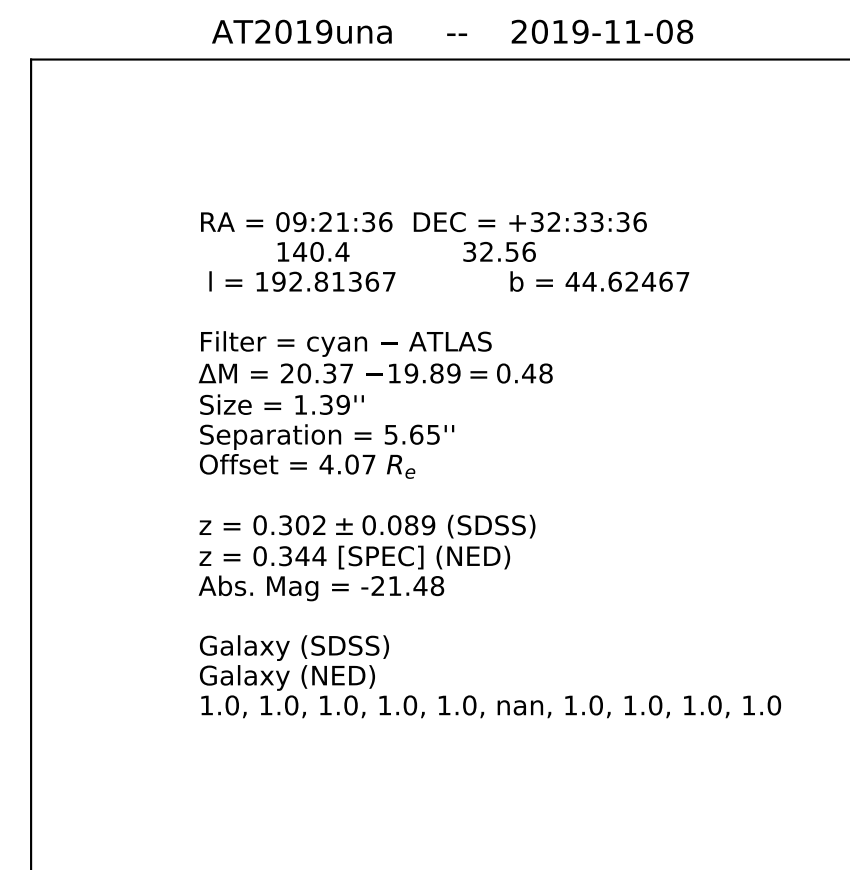 AT2019una -- 2019-11-08
RA = 09:21:36 DEC = +32:33:36
140.4 32.56
l = 192.81367 b = 44.62467
Filter = cyan − ATLAS
ΔM = 20.37 −19.89 = 0.48
Size = 1.39''
Separation = 5.65''
Offset = 4.07 Rₑ
z = 0.302 ± 0.089 (SDSS)
z = 0.344 [SPEC] (NED)
Abs. Mag = -21.48
Galaxy (SDSS)
Galaxy (NED)
1.0, 1.0, 1.0, 1.0, 1.0, nan, 1.0, 1.0, 1.0, 1.0